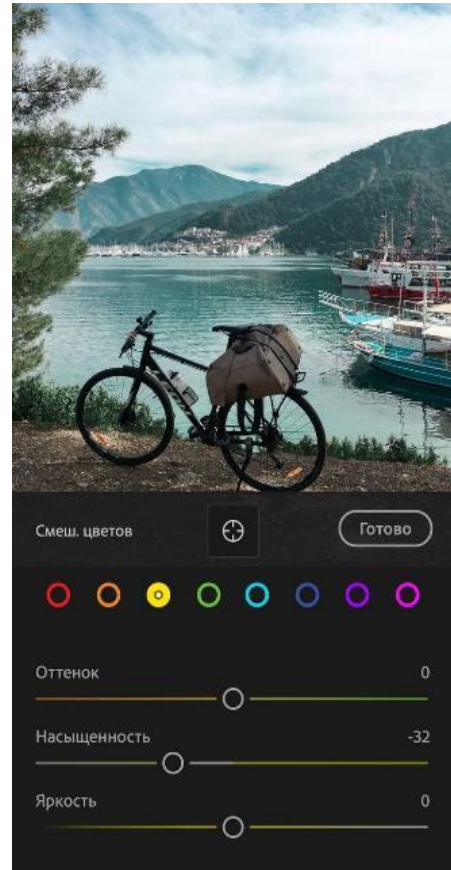 Смеш. цветов
Готово
Оттенок 0
Насыщенность -32
Яркость 0